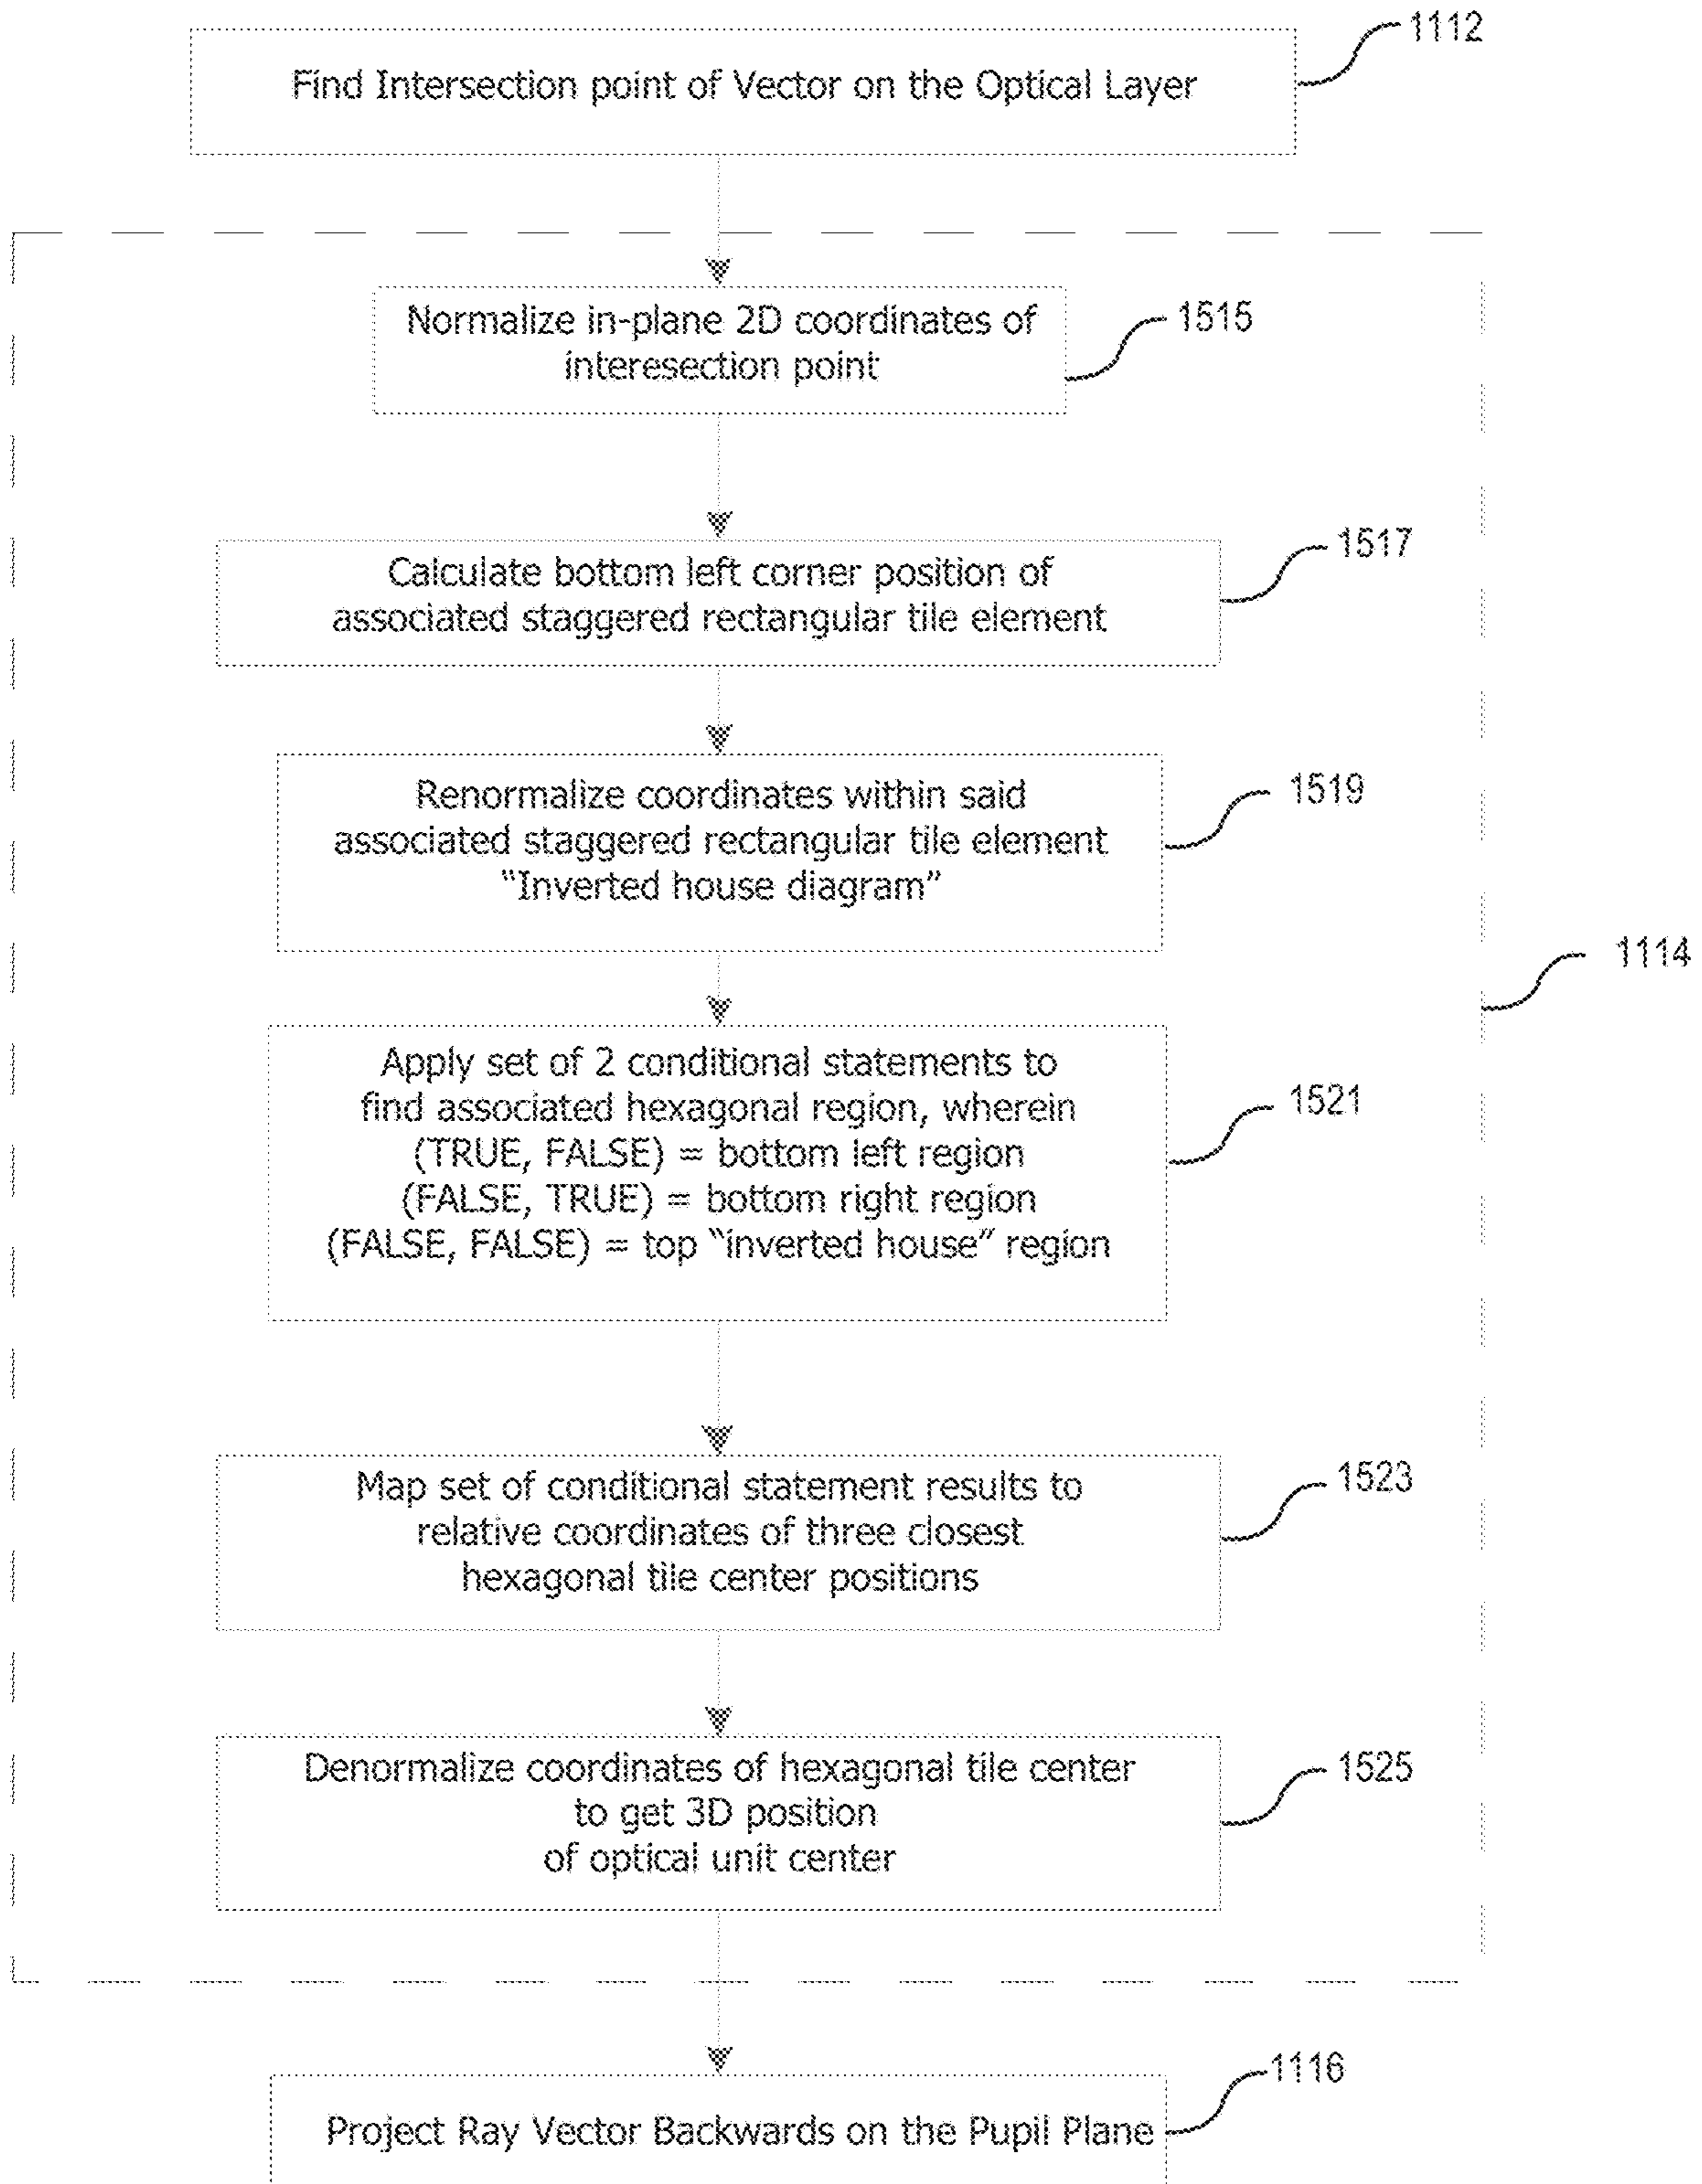 1112
Find Intersection point of Vector on the Optical Layer
Normalize in-plane 2D coordinates of
interesection point
1515
Calculate bottom left corner position of
associated staggered rectangular tile element
1517
Renormalize coordinates within said
associated staggered rectangular tile element
“Inverted house diagram”
1519
Apply set of 2 conditional statements to
find associated hexagonal region, wherein
(TRUE, FALSE) = bottom left region
(FALSE, TRUE) = bottom right region
(FALSE, FALSE) = top “inverted house” region
1521
1114
Map set of conditional statement results to
relative coordinates of three closest
hexagonal tile center positions
1523
Denormalize coordinates of hexagonal tile center
to get 3D position
of optical unit center
1525
1116
Project Ray Vector Backwards on the Pupil Plane